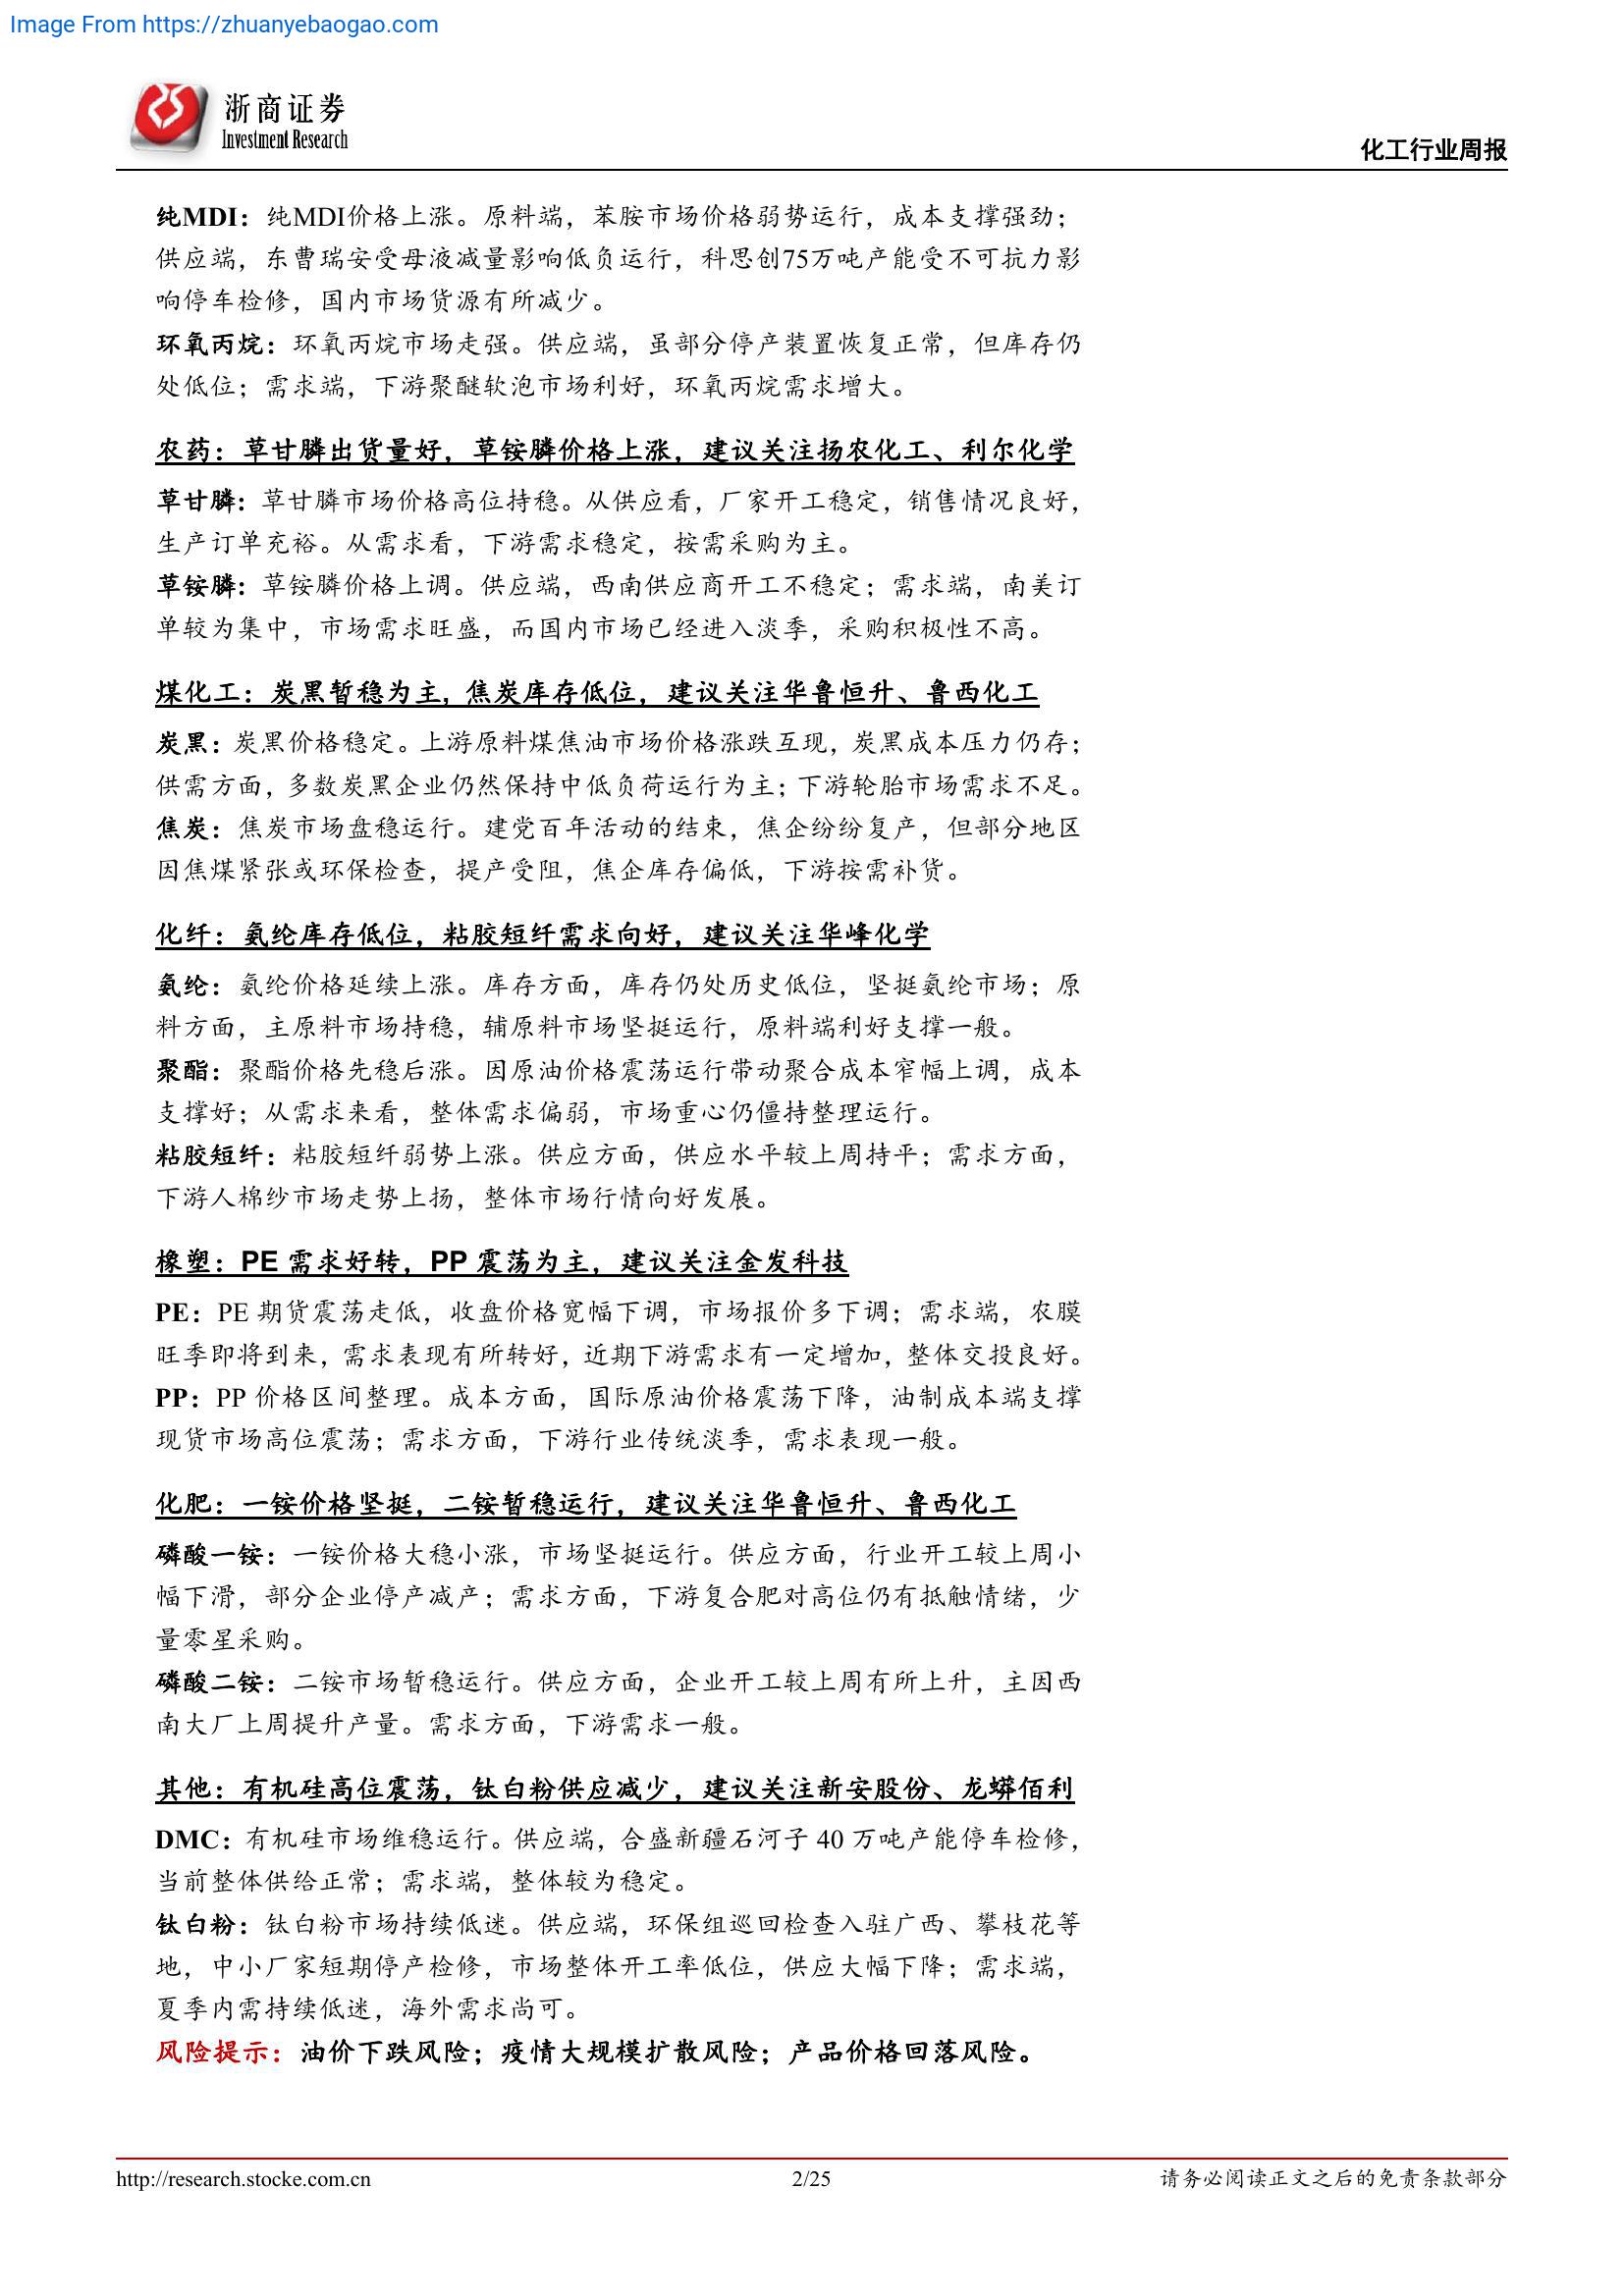 Image From https://zhuanyebaogao.com
浙商证券
Investment Research
化工行业周报
纯MDI：纯MDI价格上涨。原料端，苯胺市场价格弱势运行，成本支撑强劲；
供应端，东曹瑞安受母液减量影响低负运行，科思创75万吨产能受不可抗力影
响停车检修，国内市场货源有所减少。
环氧丙烷：环氧丙烷市场走强。供应端，虽部分停产装置恢复正常，但库存仍
处低位；需求端，下游聚醚软泡市场利好，环氧丙烷需求增大。
农药：草甘膦出货量好，草铵膦价格上涨，建议关注扬农化工、利尔化学
草甘膦：草甘膦市场价格高位持稳。从供应看，厂家开工稳定，销售情况良好，
生产订单充裕。从需求看，下游需求稳定，按需采购为主。
草铵膦：草铵膦价格上调。供应端，西南供应商开工不稳定；需求端，南美订
单较为集中，市场需求旺盛，而国内市场已经进入淡季，采购积极性不高。
煤化工：炭黑暂稳为主，焦炭库存低位，建议关注华鲁恒升、鲁西化工
炭黑：炭黑价格稳定。上游原料煤焦油市场价格涨跌互现，炭黑成本压力仍存；
供需方面，多数炭黑企业仍然保持中低负荷运行为主；下游轮胎市场需求不足。
焦炭：焦炭市场盘稳运行。建党百年活动的结束，焦企纷纷复产，但部分地区
因焦煤紧张或环保检查，提产受阻，焦企库存偏低，下游按需补货。
化纤：氨纶库存低位，粘胶短纤需求向好，建议关注华峰化学
氨纶：氨纶价格延续上涨。库存方面，库存仍处历史低位，坚挺氨纶市场；原
料方面，主原料市场持稳，辅原料市场坚挺运行，原料端利好支撑一般。
聚酯：聚酯价格先稳后涨。因原油价格震荡运行带动聚合成本窄幅上调，成本
支撑好；从需求来看，整体需求偏弱，市场重心仍僵持整理运行。
粘胶短纤：粘胶短纤弱势上涨。供应方面，供应水平较上周持平；需求方面，
下游人棉纱市场走势上扬，整体市场行情向好发展。
橡塑：PE 需求好转，PP 震荡为主，建议关注金发科技
PE：PE 期货震荡走低，收盘价格宽幅下调，市场报价多下调；需求端，农膜
旺季即将到来，需求表现有所转好，近期下游需求有一定增加，整体交投良好。
PP：PP 价格区间整理。成本方面，国际原油价格震荡下降，油制成本端支撑
现货市场高位震荡；需求方面，下游行业传统淡季，需求表现一般。
化肥：一铵价格坚挺，二铵暂稳运行，建议关注华鲁恒升、鲁西化工
磷酸一铵：一铵价格大稳小涨，市场坚挺运行。供应方面，行业开工较上周小
幅下滑，部分企业停产减产；需求方面，下游复合肥对高位仍有抵触情绪，少
量零星采购。
磷酸二铵：二铵市场暂稳运行。供应方面，企业开工较上周有所上升，主因西
南大厂上周提升产量。需求方面，下游需求一般。
其他：有机硅高位震荡，钛白粉供应减少，建议关注新安股份、龙蟒佰利
DMC：有机硅市场维稳运行。供应端，合盛新疆石河子 40 万吨产能停车检修，
当前整体供给正常；需求端，整体较为稳定。
钛白粉：钛白粉市场持续低迷。供应端，环保组巡回检查入驻广西、攀枝花等
地，中小厂家短期停产检修，市场整体开工率低位，供应大幅下降；需求端，
夏季内需持续低迷，海外需求尚可。
风险提示：油价下跌风险；疫情大规模扩散风险；产品价格回落风险。
http://research.stocke.com.cn
2/25
请务必阅读正文之后的免责条款部分